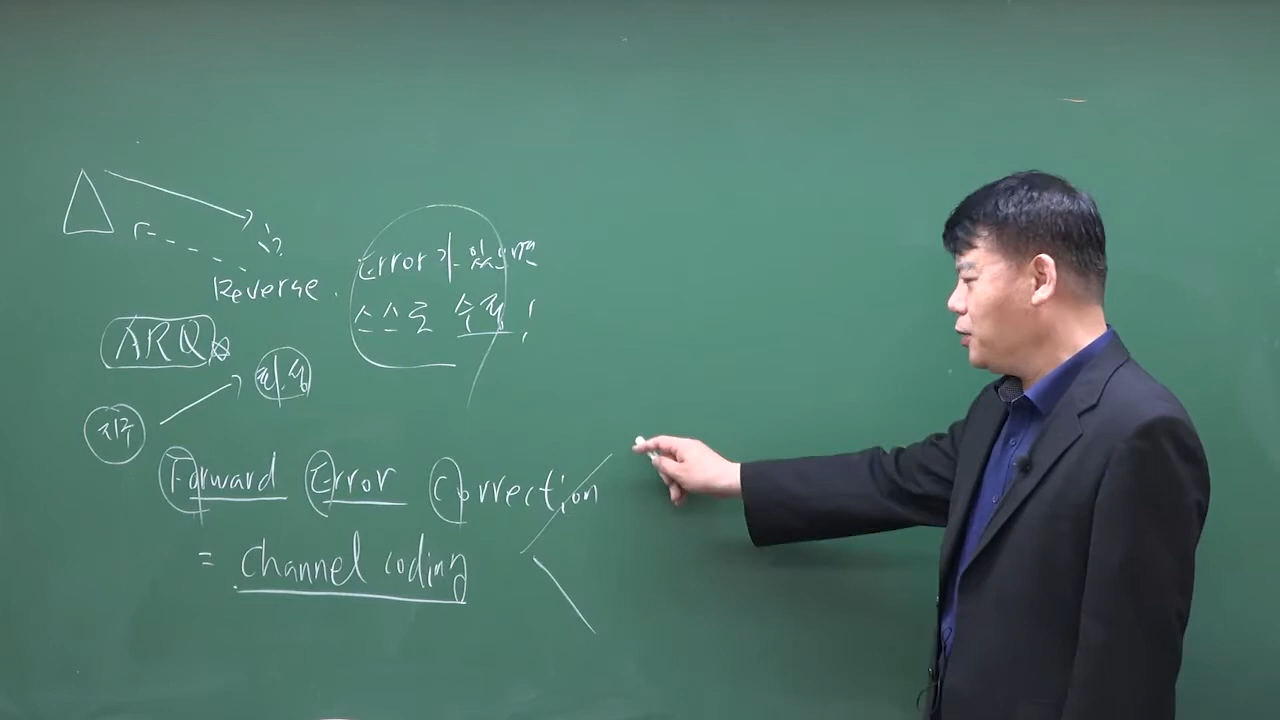 Reverse.
Error가 있으면
스스로 수정!
ARQ
지구
화성
Forward Error Correction
= Channel coding